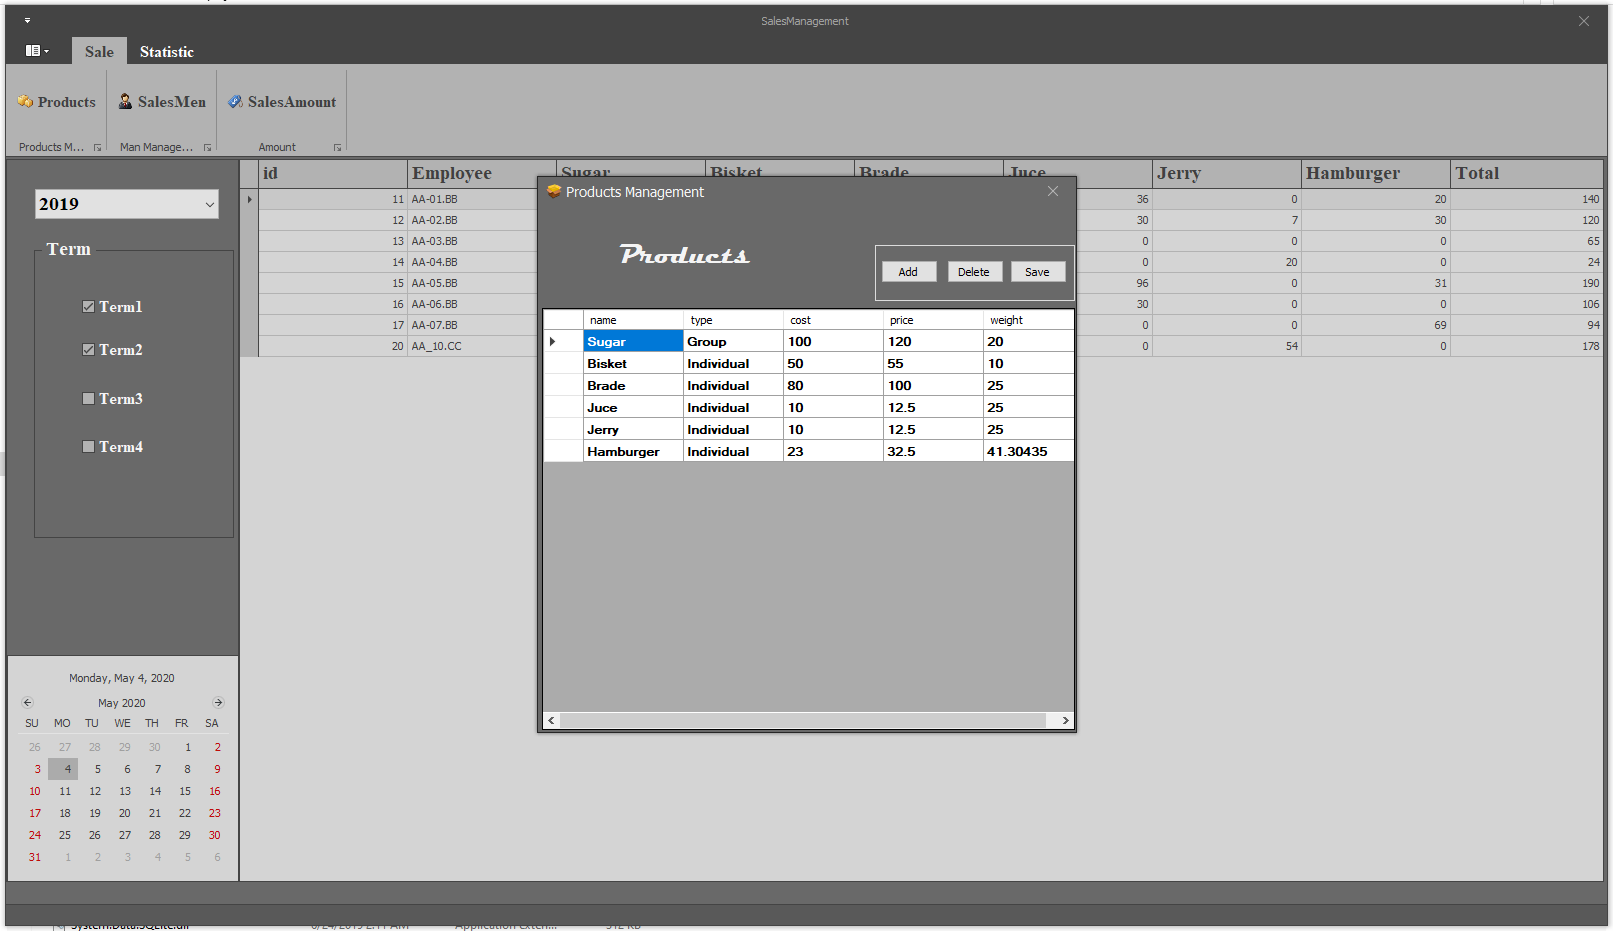 SalesManagement
Sale Statistic
Products SalesMen SalesAmount
Products M... Man Manage... Amount
id Employee Sugar Bisket Brade Juce Jerry Hamburger Total
11 AA-01.BB 36 0 20 140
12 AA-02.BB 30 7 30 120
13 AA-03.BB 0 0 0 65
14 AA-04.BB 0 20 0 24
15 AA-05.BB 96 0 31 190
16 AA-06.BB 30 0 0 106
17 AA-07.BB 0 0 69 94
20 AA_10.CC 0 54 0 178
2019
Term
Term1
Term2
Term3
Term4
Products Management
Products
Add Delete Save
name type cost price weight
Sugar Group 100 120 20
Bisket Individual 50 55 10
Brade Individual 80 100 25
Juce Individual 10 12.5 25
Jerry Individual 10 12.5 25
Hamburger Individual 23 32.5 41.30435
Monday, May 4, 2020
May 2020
SU MO TU WE TH FR SA
26 27 28 29 30 1 2
3 4 5 6 7 8 9
10 11 12 13 14 15 16
17 18 19 20 21 22 23
24 25 26 27 28 29 30
31 1 2 3 4 5 6
System.Data.SQLite.dll